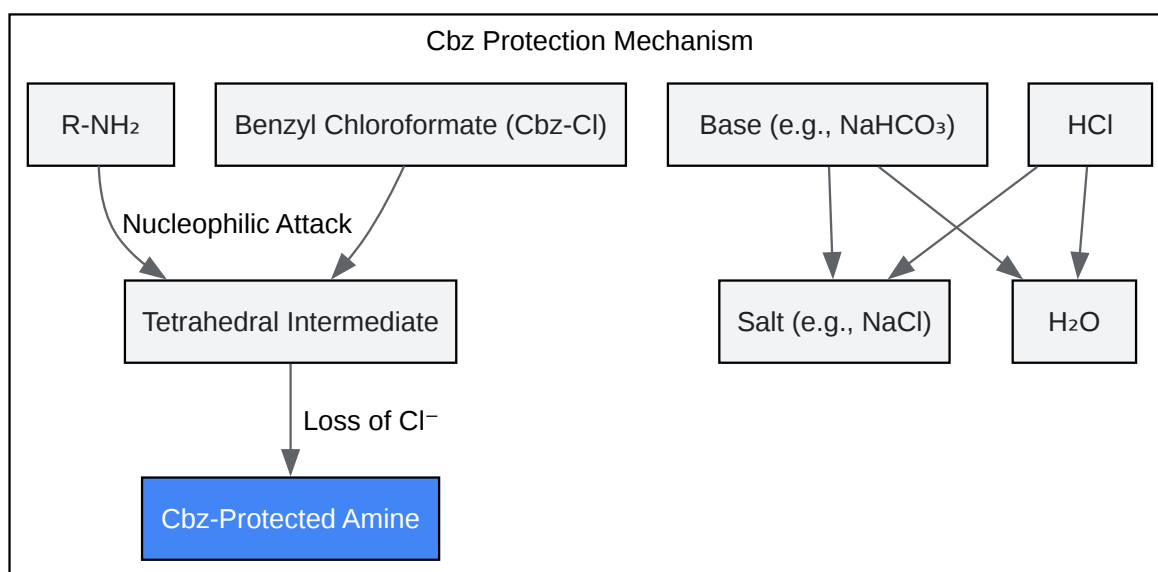 Cbz Protection Mechanism
R-NH₂
Benzyl Chloroformate (Cbz-Cl)
Base (e.g., NaHCO₃)
HCl
Nucleophilic Attack
Tetrahedral Intermediate
Salt (e.g., NaCl)
H₂O
Loss of Cl⁻
Cbz-Protected Amine